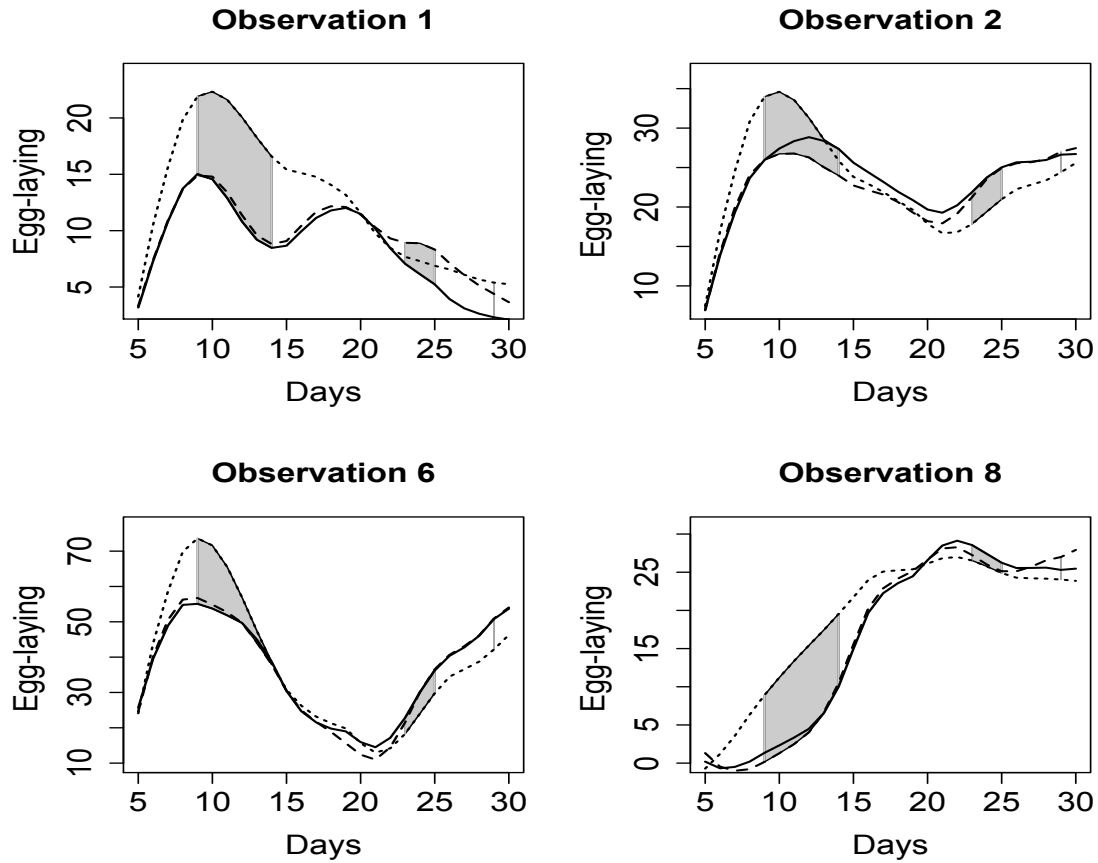 Observation 1
Egg-laying
5 10 15 20
5 10 15 20 25 30
Days
Observation 2
Egg-laying
10 20 30
5 10 15 20 25 30
Days
Observation 6
Egg-laying
10 30 50 70
5 10 15 20 25 30
Days
Observation 8
Egg-laying
0 5 15 25
5 10 15 20 25 30
Days